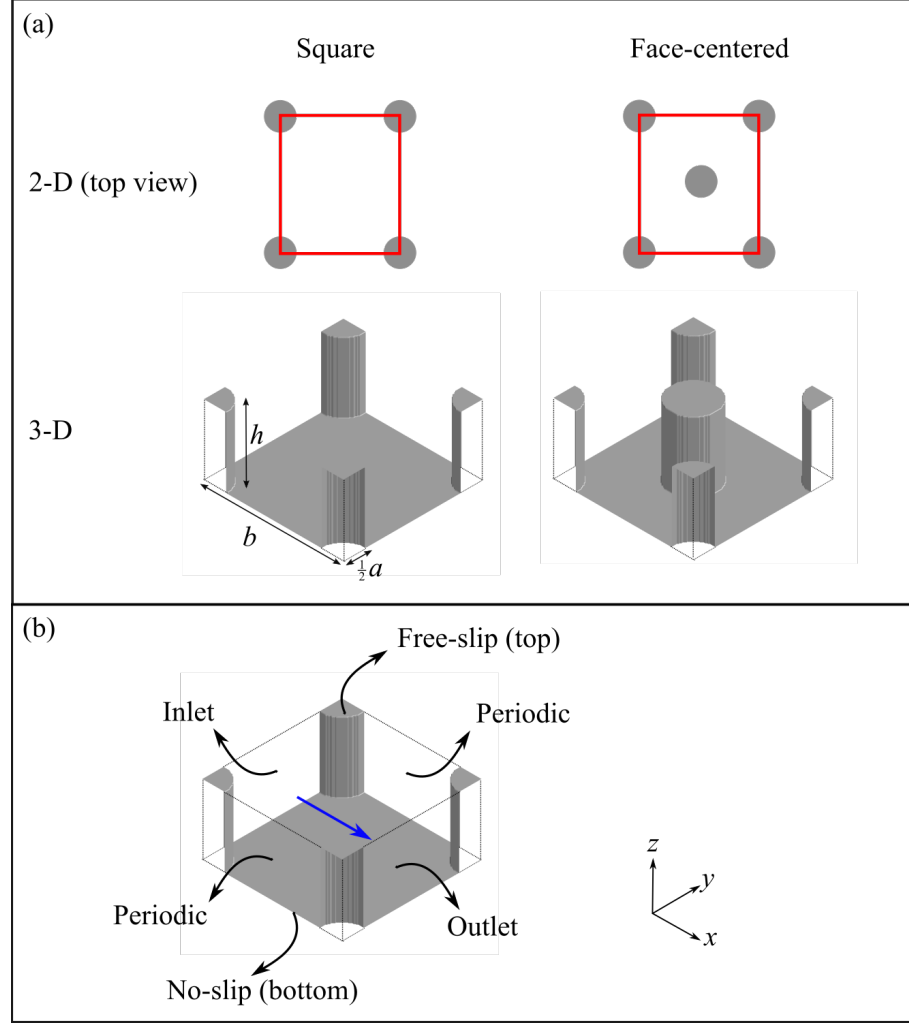 (a)
Square
Face-centered
2-D (top view)
3-D
h
b
½a
(b)
Free-slip (top)
Inlet
Periodic
Periodic
Outlet
No-slip (bottom)
z
y
x